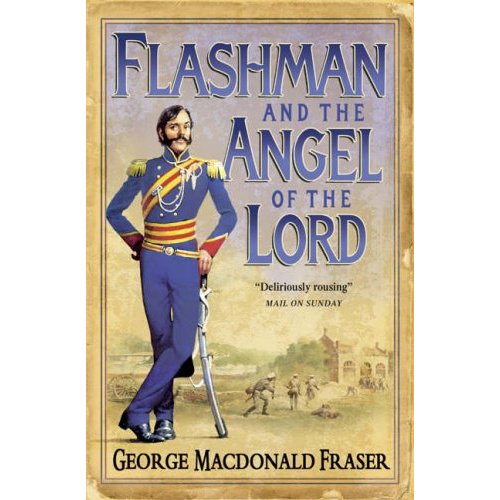 FLASHMAN
AND THE
ANGEL
OF THE
LORD
“Deliriously rousing”
MAIL ON SUNDAY
GEORGE MACDONALD FRASER